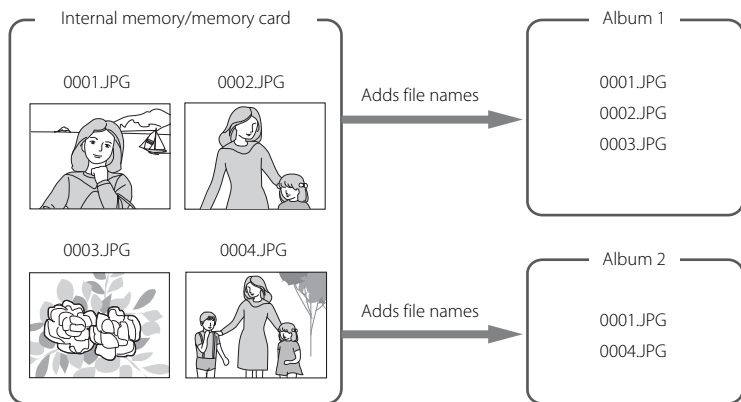 Internal memory/memory card
0001.JPG
0002.JPG
0003.JPG
0004.JPG
Adds file names
Album 1
0001.JPG
0002.JPG
0003.JPG
Adds file names
Album 2
0001.JPG
0004.JPG